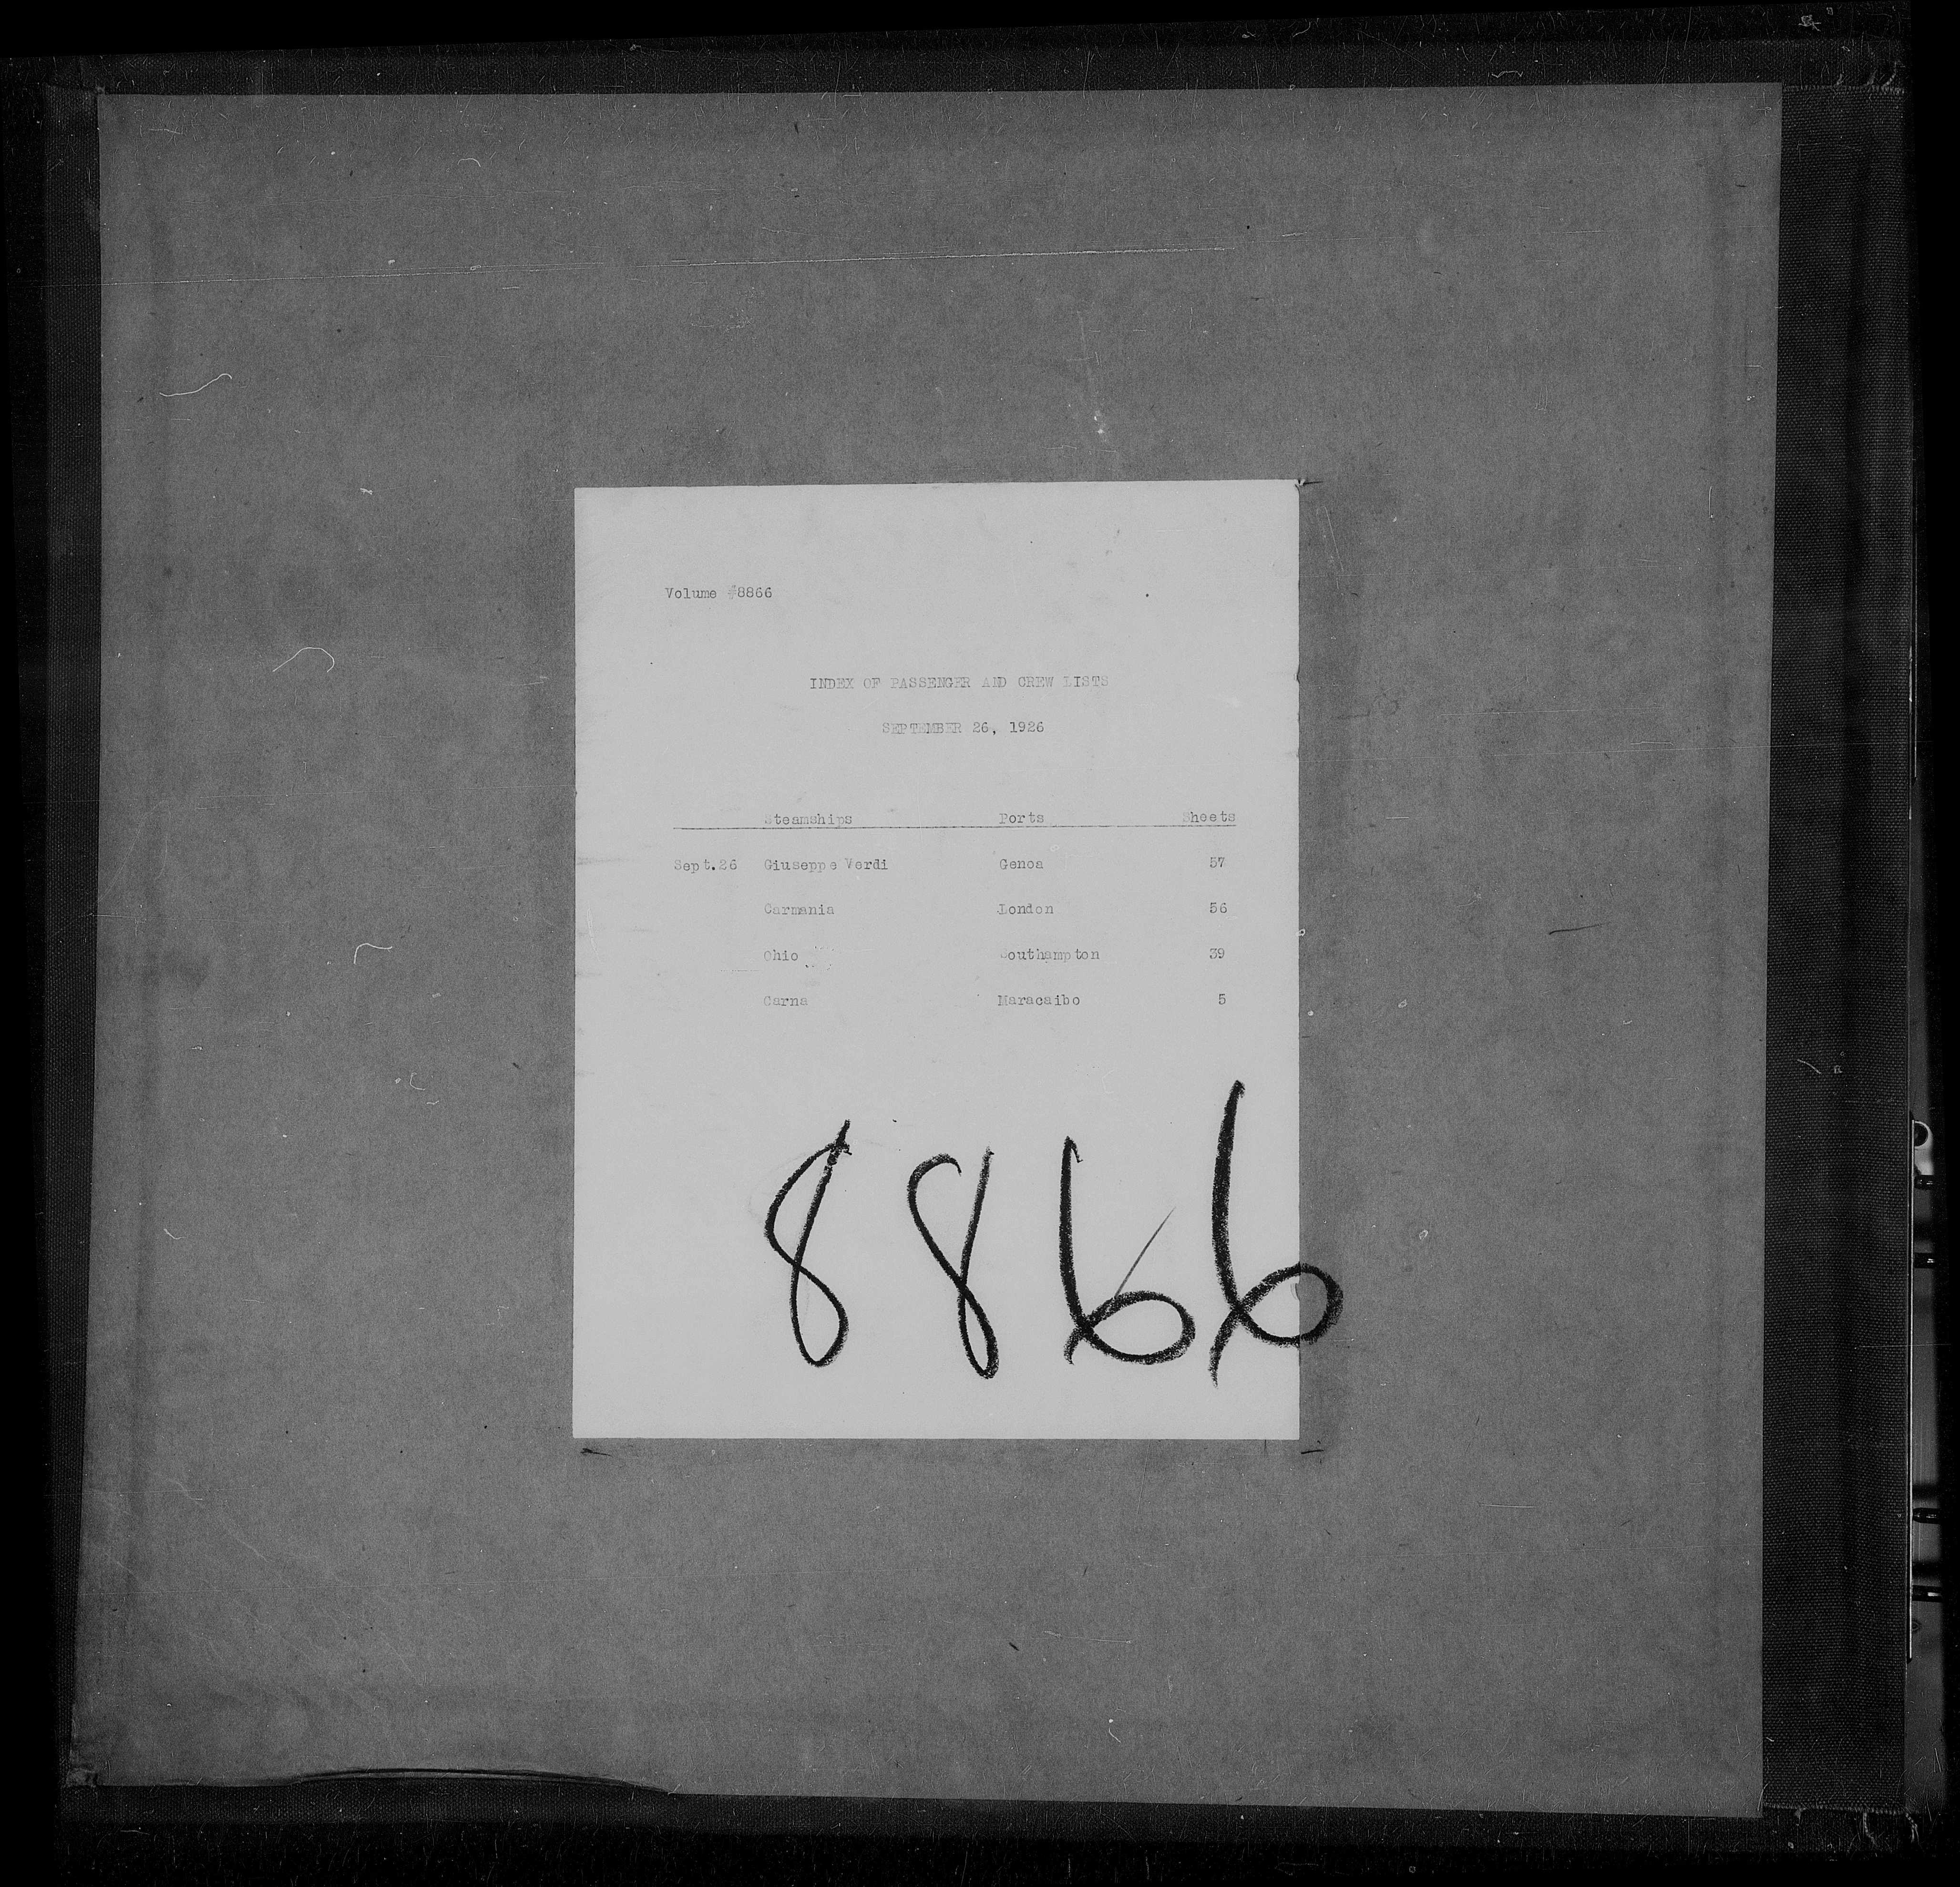 Volume #8866
INDEX OF PASSENGER AND CREW LISTS
SEPTEMBER 26, 1926
Steamships Ports Sheets
Sept.26 Giuseppe Verdi Genoa 57
Carmania London 56
Ohio Southampton 39
Carna Maracaibo 5
8866